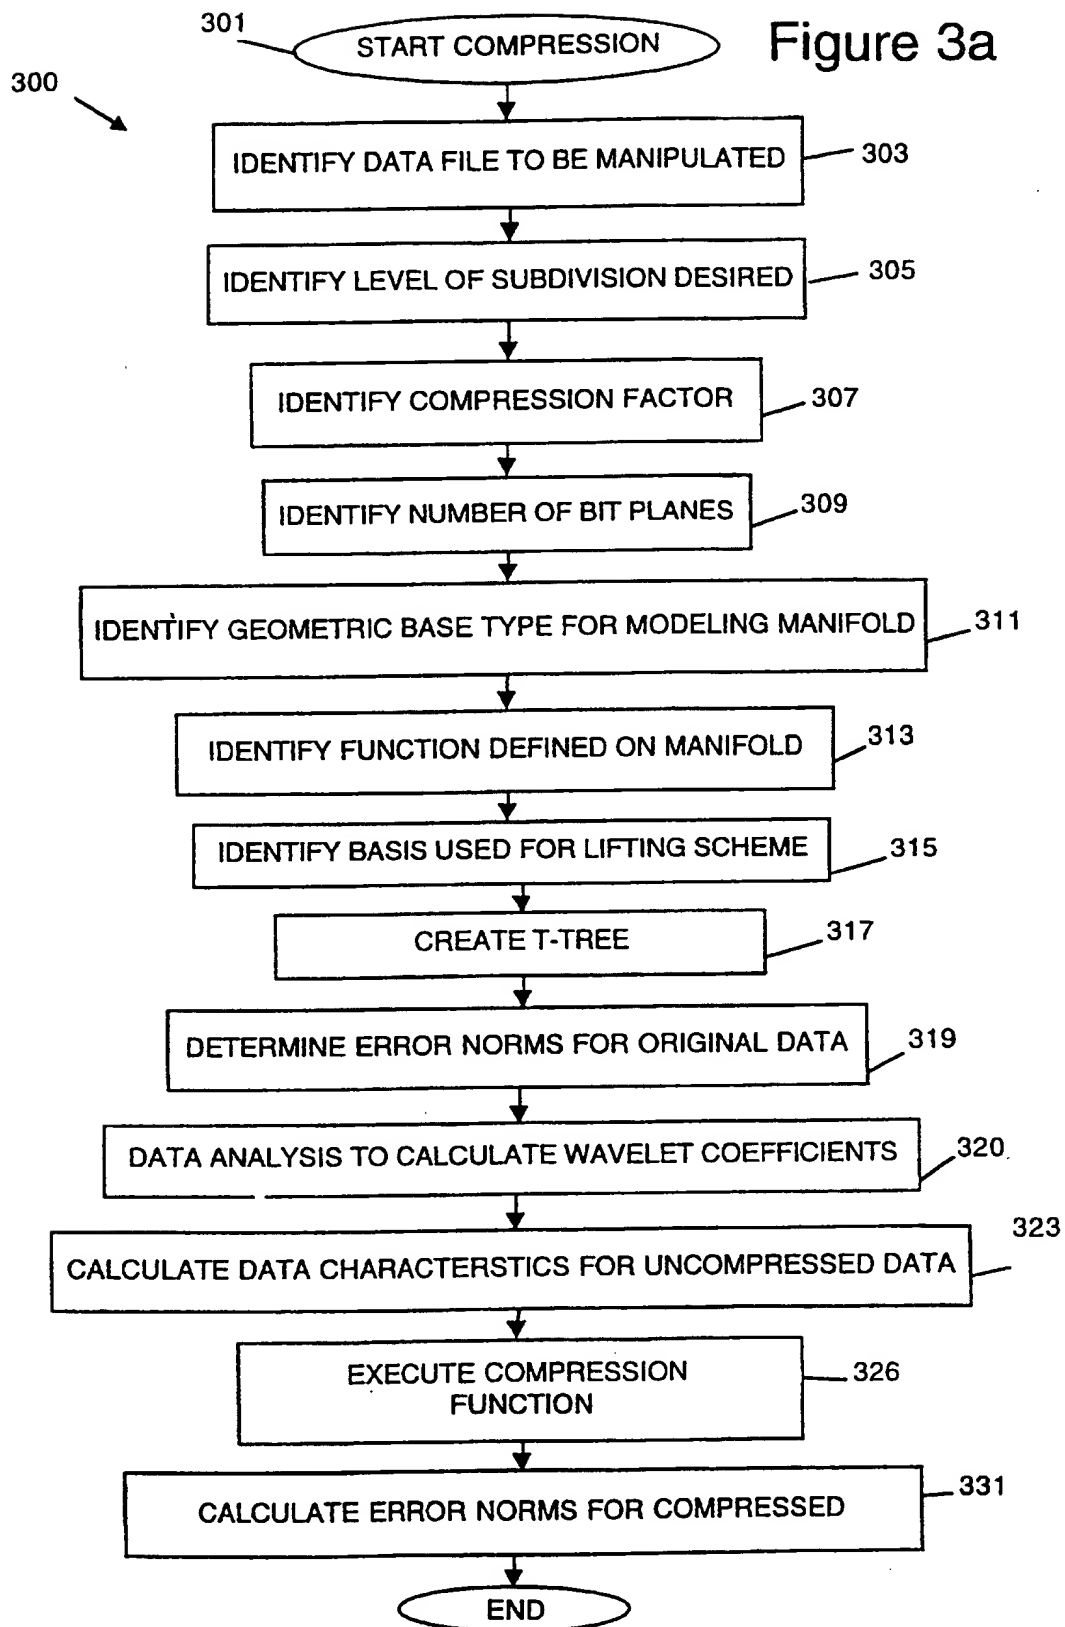 Figure 3a
300
301
START COMPRESSION
IDENTIFY DATA FILE TO BE MANIPULATED
303
IDENTIFY LEVEL OF SUBDIVISION DESIRED
305
IDENTIFY COMPRESSION FACTOR
307
IDENTIFY NUMBER OF BIT PLANES
309
IDENTIFY GEOMETRIC BASE TYPE FOR MODELING MANIFOLD
311
IDENTIFY FUNCTION DEFINED ON MANIFOLD
313
IDENTIFY BASIS USED FOR LIFTING SCHEME
315
CREATE T-TREE
317
DETERMINE ERROR NORMS FOR ORIGINAL DATA
319
DATA ANALYSIS TO CALCULATE WAVELET COEFFICIENTS
320
CALCULATE DATA CHARACTERSTICS FOR UNCOMPRESSED DATA
323
EXECUTE COMPRESSION
FUNCTION
326
CALCULATE ERROR NORMS FOR COMPRESSED
331
END